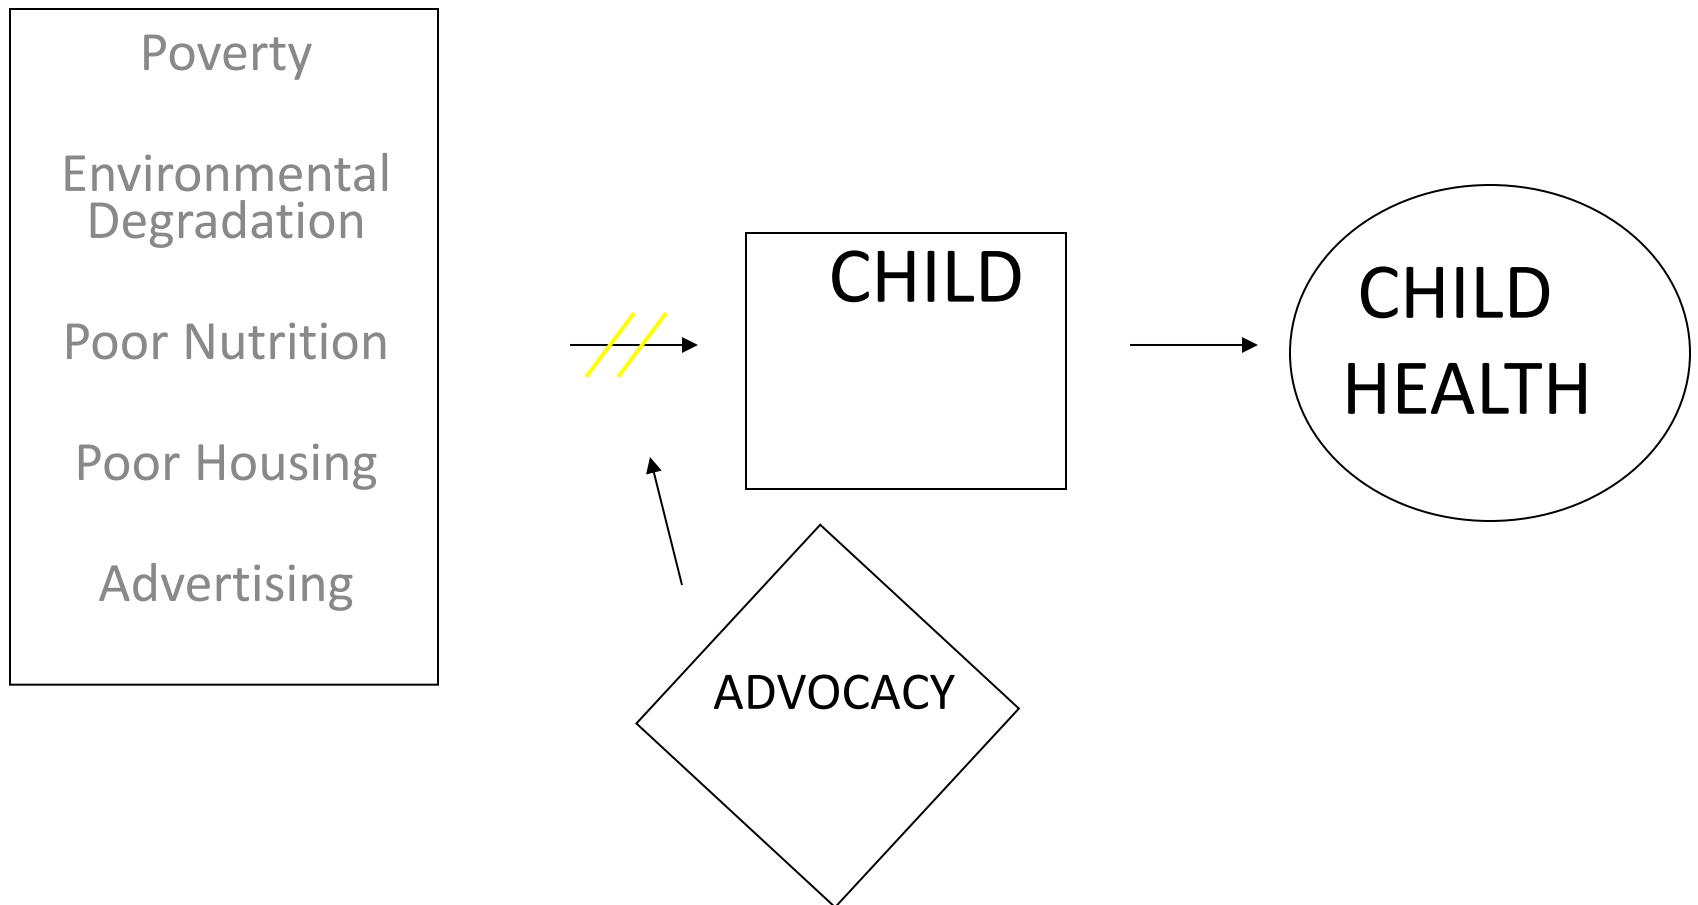 Poverty
Environmental
Degradation
Poor Nutrition
Poor Housing
Advertising
CHILD
CHILD
HEALTH
ADVOCACY